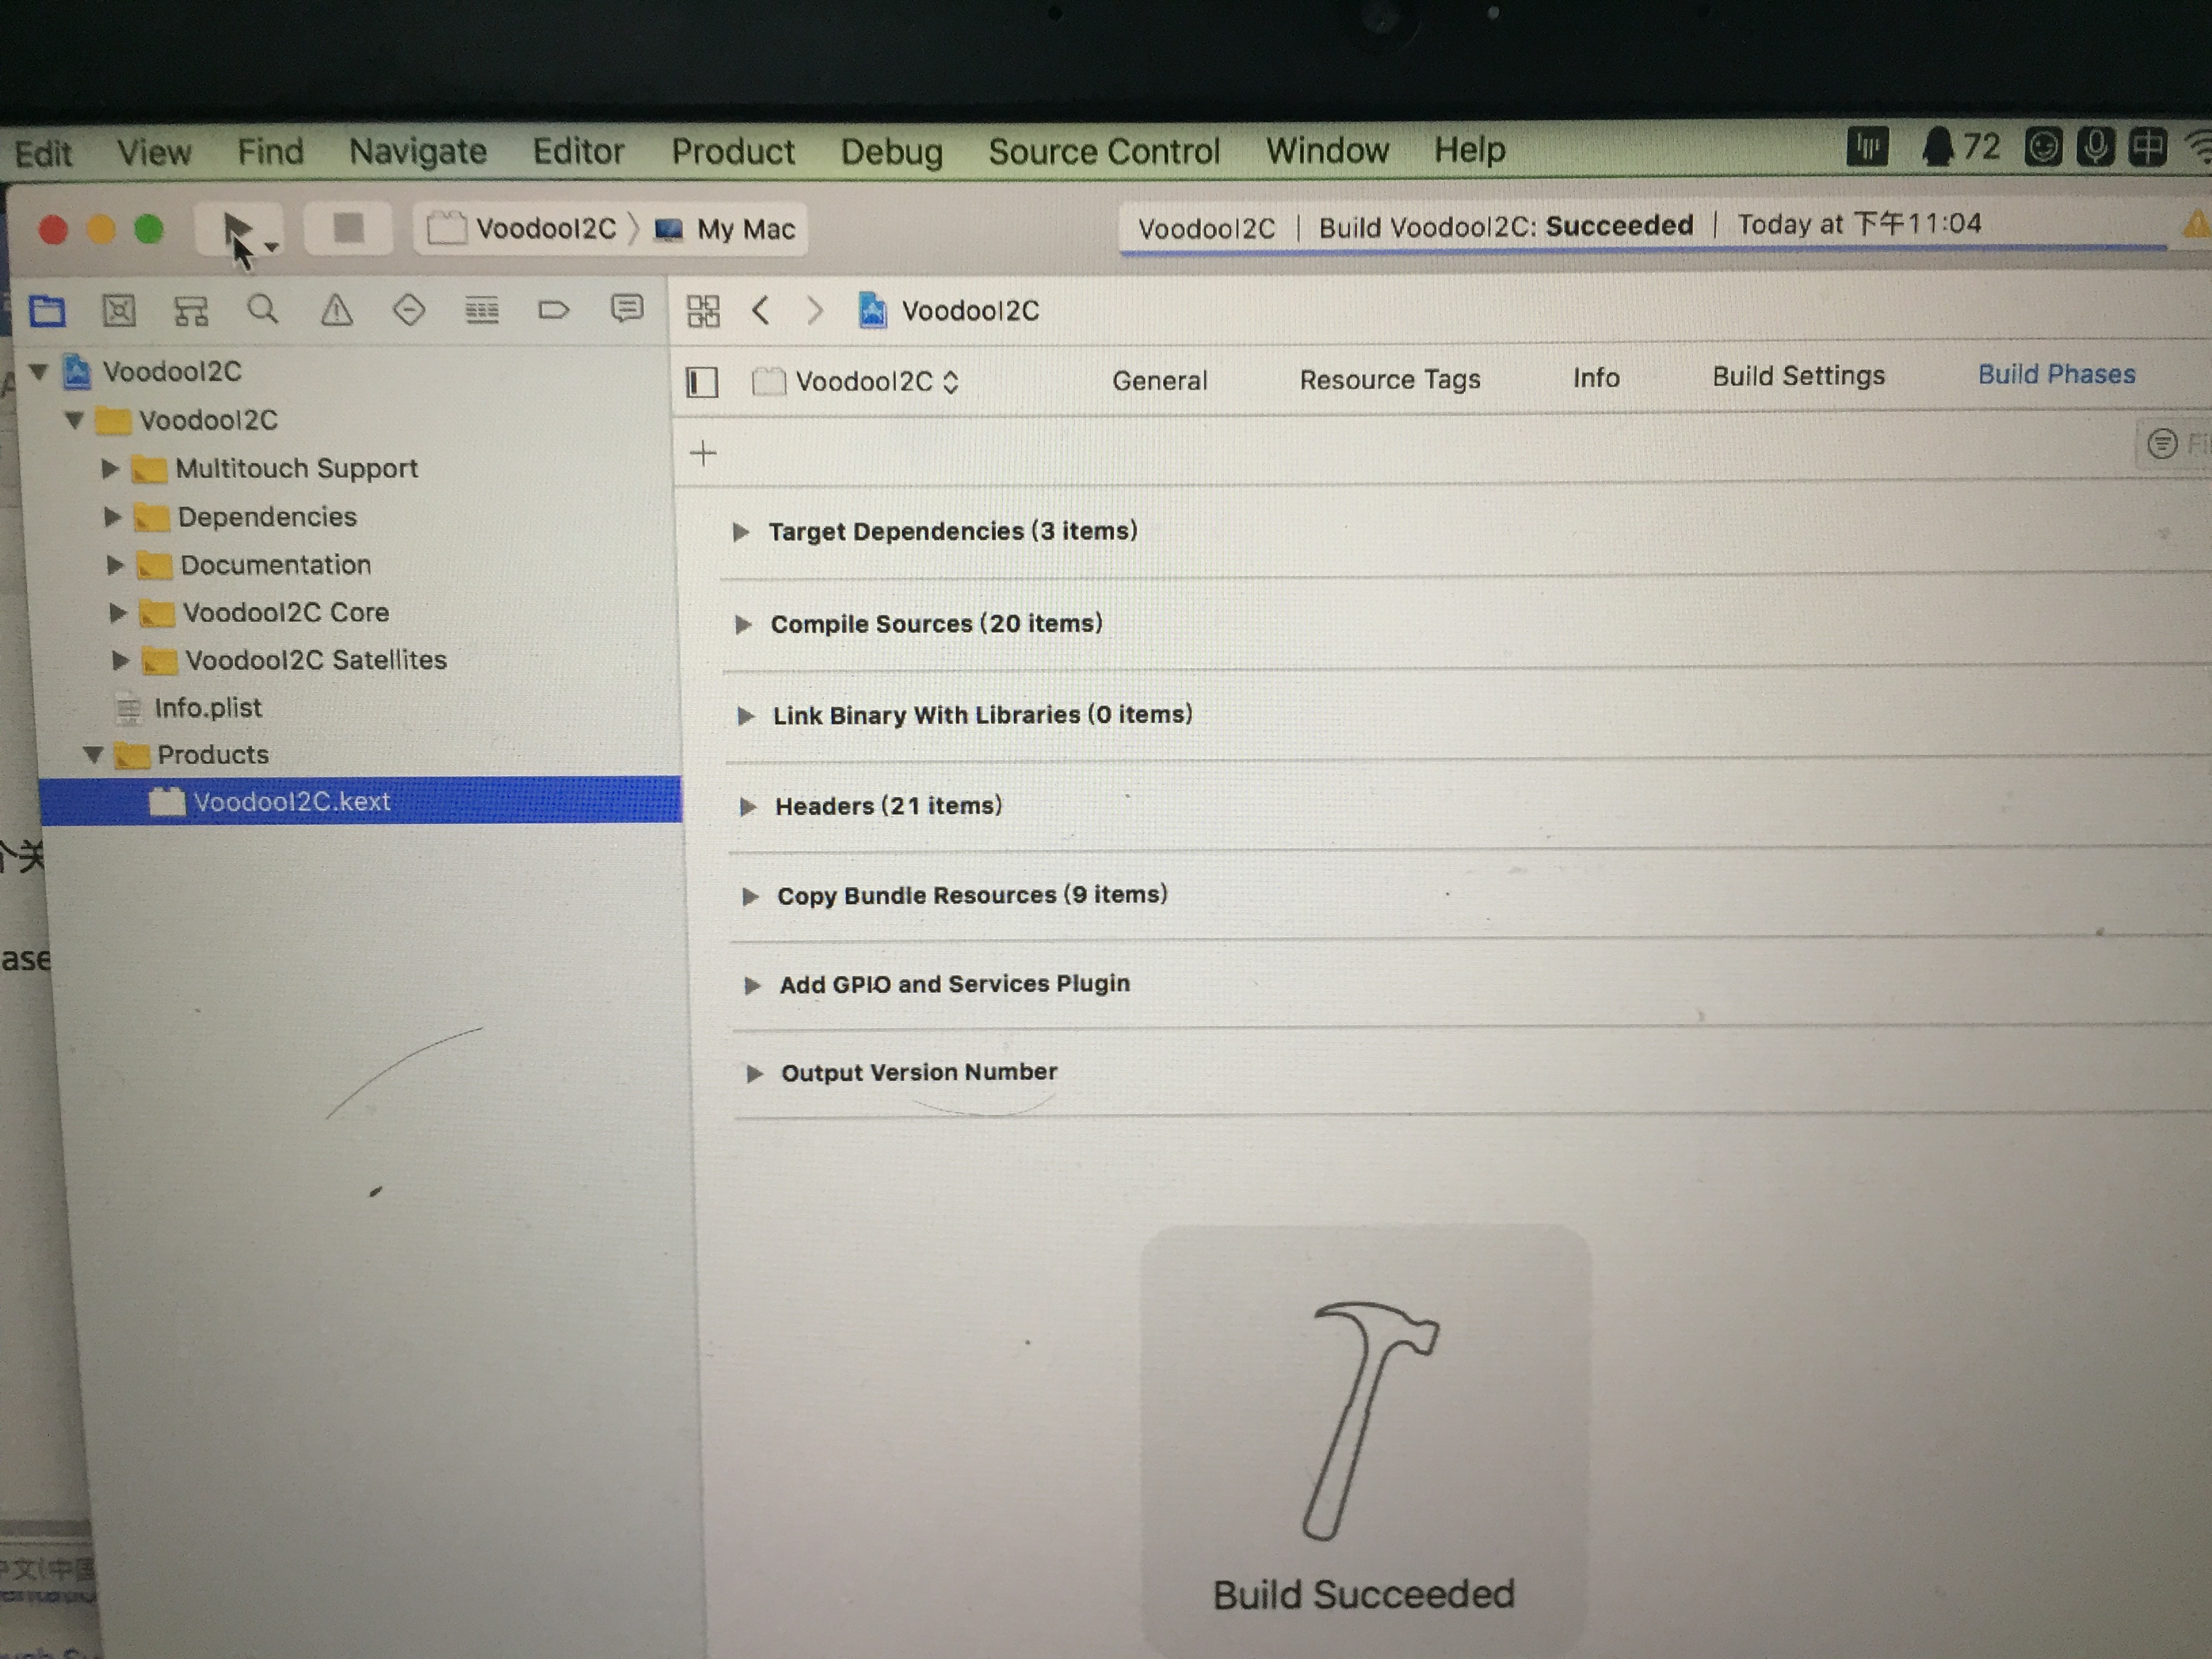 Edit View Find Navigate Editor Product Debug Source Control Window Help 72 中
VoodooI2C My Mac VoodooI2C | Build VoodooI2C: Succeeded | Today at 下午11:04
VoodooI2C
VoodooI2C General Resource Tags Info Build Settings Build Phases
VoodooI2C
VoodooI2C
Multitouch Support
Dependencies
Documentation
VoodooI2C Core
VoodooI2C Satellites
Info.plist
Products
VoodooI2C.kext
Target Dependencies (3 items)
Compile Sources (20 items)
Link Binary With Libraries (0 items)
Headers (21 items)
Copy Bundle Resources (9 items)
Add GPIO and Services Plugin
Output Version Number
Build Succeeded
个关
ase